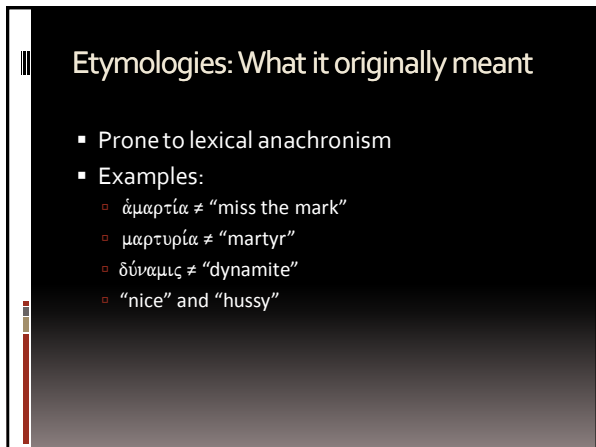 Etymologies: What it originally meant
▪ Prone to lexical anachronism
▪ Examples:
▫ ἁμαρτία ≠ “miss the mark”
▫ μαρτυρία ≠ “martyr”
▫ δύναμις ≠ “dynamite”
▫ “nice” and “hussy”